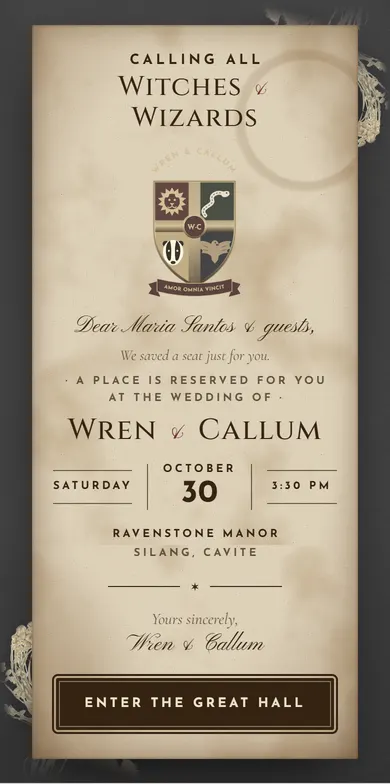 CALLING ALL
WITCHES &
WIZARDS
WREN & CALLUM
W·C
AMOR OMNIA VINCIT
Dear Maria Santos & guests,
We saved a seat just for you.
· A PLACE IS RESERVED FOR YOU
AT THE WEDDING OF ·
WREN & CALLUM
SATURDAY
OCTOBER
30
3:30 PM
RAVENSTONE MANOR
SILANG, CAVITE
Yours sincerely,
Wren & Callum
ENTER THE GREAT HALL